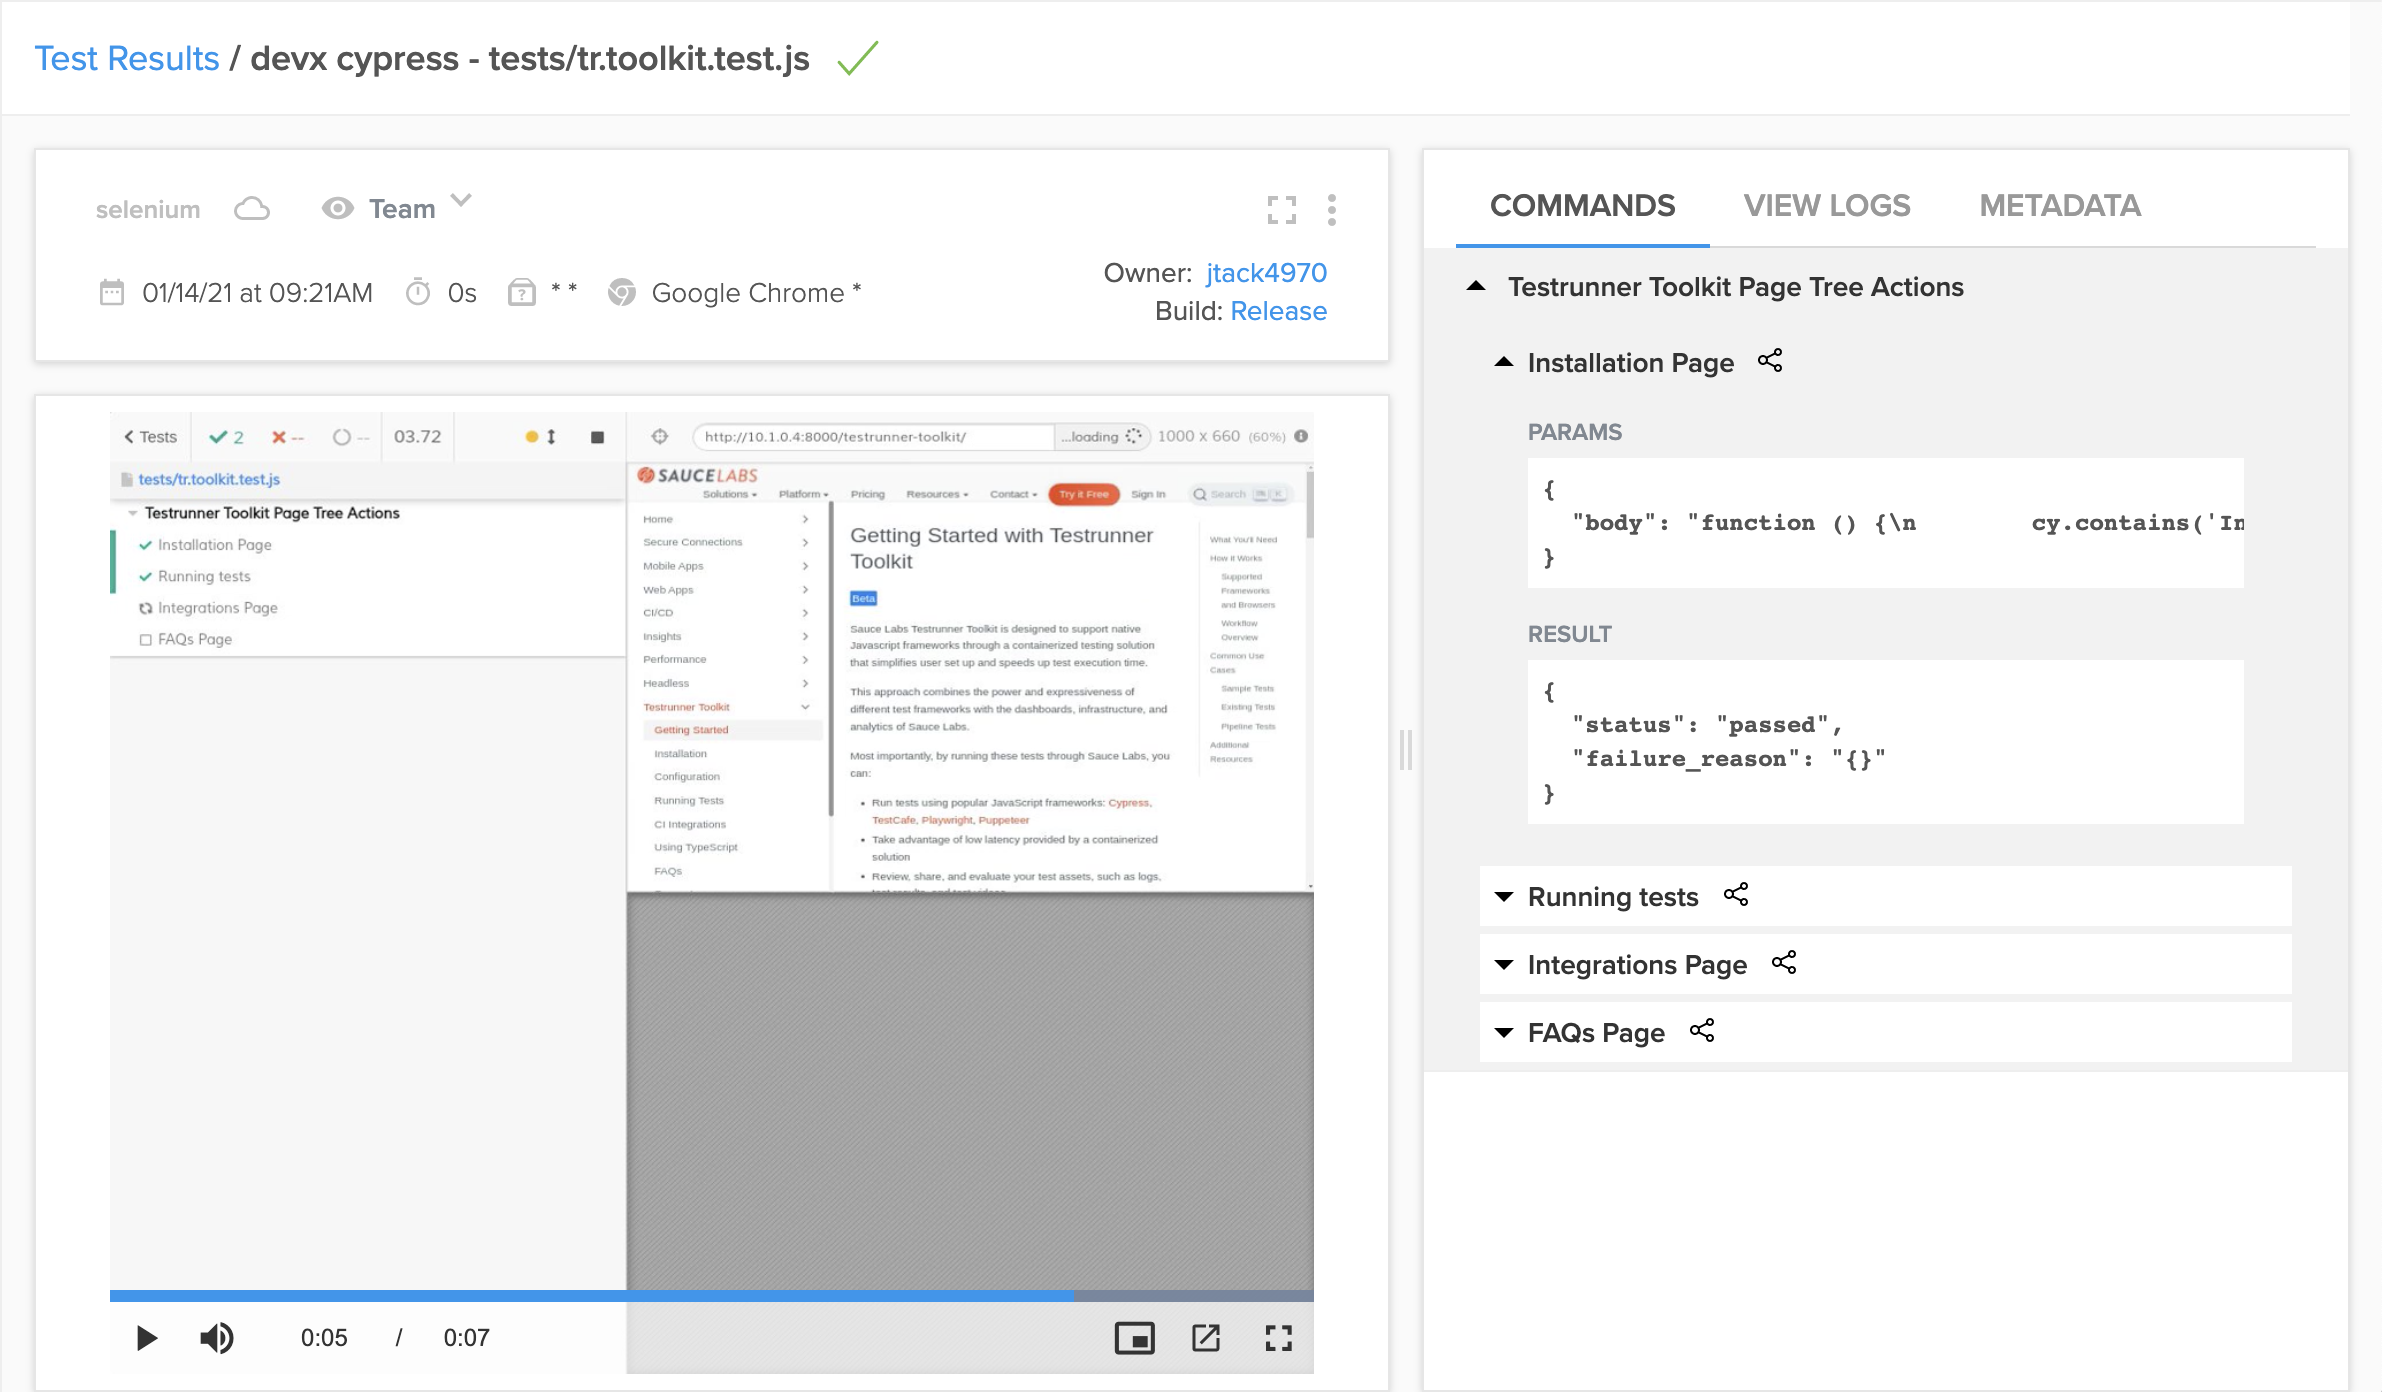 Test Results / devx cypress - tests/tr.toolkit.test.js
selenium Team
01/14/21 at 09:21AM 0s * * Google Chrome *
Owner: jtack4970
Build: Release
Tests 2 -- -- 03.72
tests/tr.toolkit.test.js
Testrunner Toolkit Page Tree Actions
Installation Page
Running tests
Integrations Page
FAQs Page
http://10.1.0.4:8000/testrunner-toolkit/ ...loading 1000 x 660 (60%)
SAUCELABS
Solutions Platform Pricing Resources Contact Try it Free Sign In Search K
Home
Secure Connections
Mobile Apps
Web Apps
CI/CD
Insights
Performance
Headless
Testrunner Toolkit
Getting Started
Installation
Configuration
Running Tests
CI Integrations
Using TypeScript
FAQs
Getting Started with Testrunner
Toolkit
Beta
Sauce Labs Testrunner Toolkit is designed to support native
Javascript frameworks through a containerized testing solution
that simplifies user set up and speeds up test execution time.
This approach combines the power and expressiveness of
different test frameworks with the dashboards, infrastructure, and
analytics of Sauce Labs.
Most importantly, by running these tests through Sauce Labs, you
can:
• Run tests using popular JavaScript frameworks: Cypress,
TestCafe, Playwright, Puppeteer
• Take advantage of low latency provided by a containerized
solution
• Review, share, and evaluate your test assets, such as logs,
What You'll Need
How it Works
Supported
Frameworks
and Browsers
Workflow
Overview
Common Use
Cases
Sample Tests
Existing Tests
Pipeline Tests
Additional
Resources
0:05 / 0:07
COMMANDS VIEW LOGS METADATA
Testrunner Toolkit Page Tree Actions
Installation Page
PARAMS
{
"body": "function () {\n cy.contains('In
}
RESULT
{
"status": "passed",
"failure_reason": "{}"
}
Running tests
Integrations Page
FAQs Page